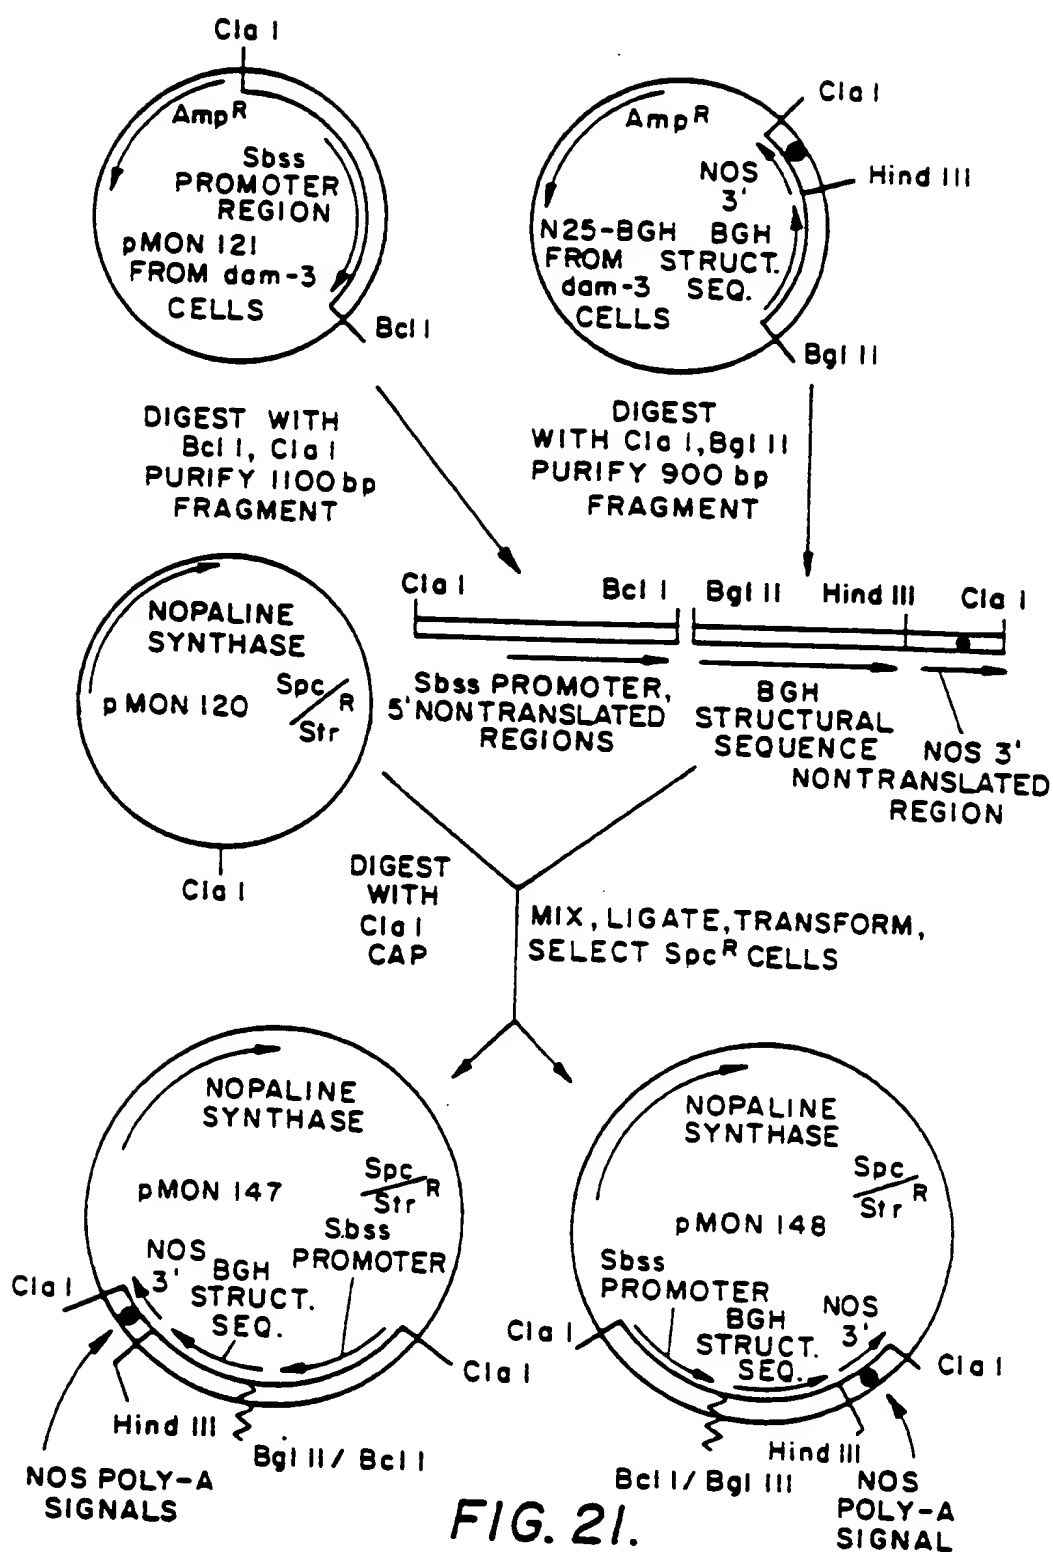 Cla I
Amp R
Sbss
PROMOTER
REGION
pMON 121
FROM dam-3
CELLS
Bcl I
Cla I
Amp R
NOS
3'
Hind III
N25-BGH
FROM
dam-3
CELLS
BGH
STRUCT.
SEQ.
Bgl II
DIGEST WITH
Bcl I, Cla I
PURIFY 1100 bp
FRAGMENT
DIGEST
WITH Cla I, Bgl II
PURIFY 900 bp
FRAGMENT
NOPALINE
SYNTHASE
pMON 120
Spc/Str R
Cla I
Cla I
Bcl I
Bgl II
Hind III
Cla I
Sbss PROMOTER,
5' NONTRANSLATED
REGIONS
BGH
STRUCTURAL
SEQUENCE
NOS 3'
NONTRANSLATED
REGION
DIGEST
WITH
Cla I
CAP
MIX, LIGATE, TRANSFORM,
SELECT Spc R CELLS
NOPALINE
SYNTHASE
pMON 147
Spc/Str R
Sbss
PROMOTER
NOS
3'
BGH
STRUCT.
SEQ.
Cla I
Cla I
Hind III
Bgl II / Bcl I
NOS POLY-A
SIGNALS
NOPALINE
SYNTHASE
Spc/Str R
pMON 148
Sbss
PROMOTER
BGH
STRUCT.
SEQ.
NOS
3'
Cla I
Cla I
Hind III
Bcl I / Bgl III
NOS
POLY-A
SIGNAL
FIG. 21.